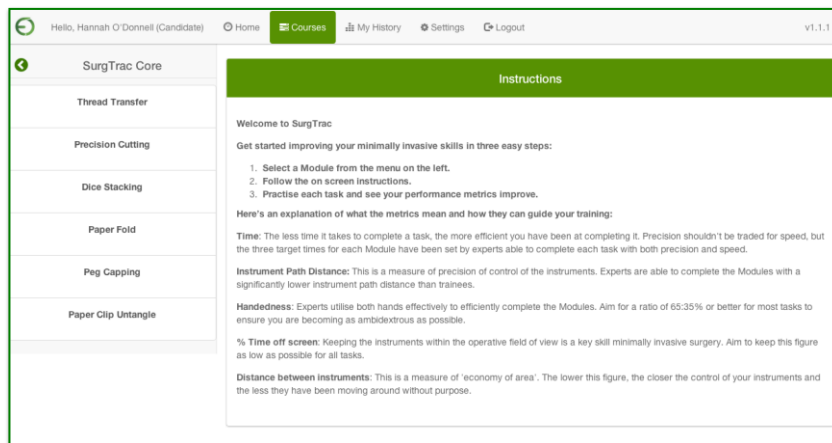 Hello, Hannah O'Donnell (Candidate) Home Courses My History Settings Logout v1.1.1
SurgTrac Core
Thread Transfer
Precision Cutting
Dice Stacking
Paper Fold
Peg Capping
Paper Clip Untangle
Instructions
Welcome to SurgTrac
Get started improving your minimally invasive skills in three easy steps:
1. Select a Module from the menu on the left.
2. Follow the on screen instructions.
3. Practise each task and see your performance metrics improve.
Here's an explanation of what the metrics mean and how they can guide your training:
Time: The less time it takes to complete a task, the more efficient you have been at completing it. Precision shouldn't be traded for speed, but
the three target times for each Module have been set by experts able to complete each task with both precision and speed.
Instrument Path Distance: This is a measure of precision of control of the instruments. Experts are able to complete the Modules with a
significantly lower instrument path distance than trainees.
Handedness: Experts utilise both hands effectively to efficiently complete the Modules. Aim for a ratio of 65:35% or better for most tasks to
ensure you are becoming as ambidextrous as possible.
% Time off screen: Keeping the instruments within the operative field of view is a key skill minimally invasive surgery. Aim to keep this figure
as low as possible for all tasks.
Distance between instruments: This is a measure of 'economy of area'. The lower this figure, the closer the control of your instruments and
the less they have been moving around without purpose.